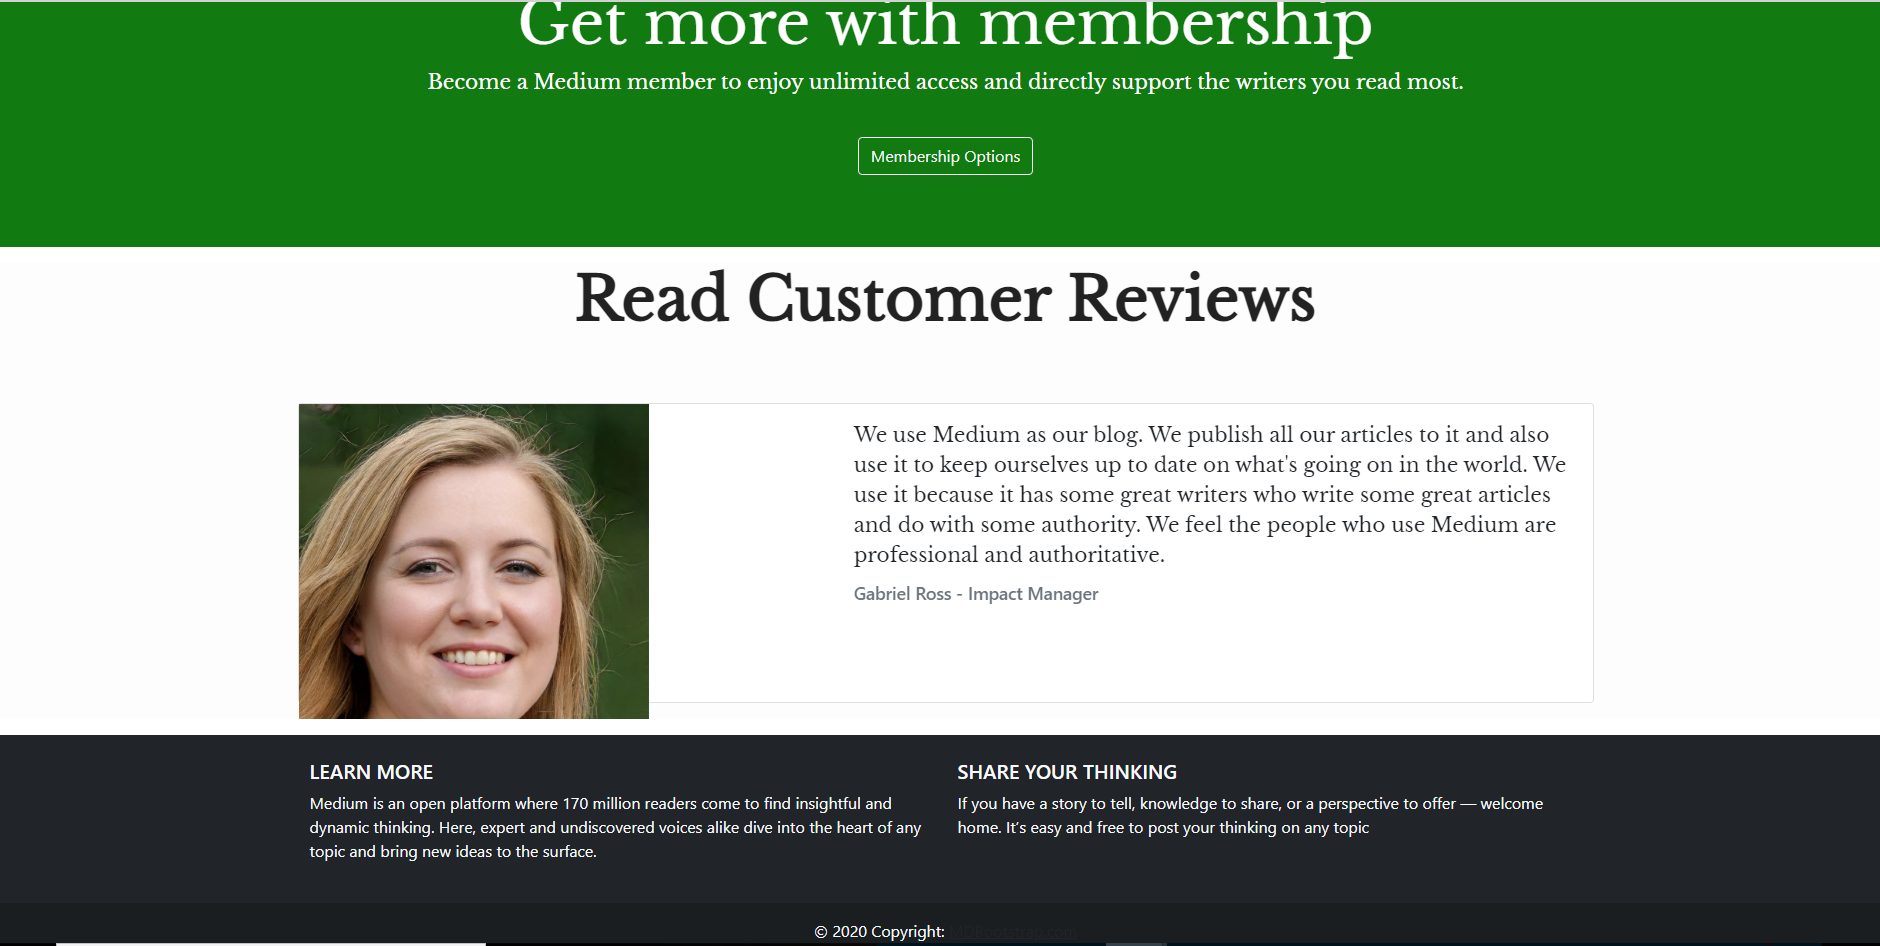 Get more with membership
Become a Medium member to enjoy unlimited access and directly support the writers you read most.
Membership Options
Read Customer Reviews
We use Medium as our blog. We publish all our articles to it and also
use it to keep ourselves up to date on what's going on in the world. We
use it because it has some great writers who write some great articles
and do with some authority. We feel the people who use Medium are
professional and authoritative.
Gabriel Ross - Impact Manager
LEARN MORE
Medium is an open platform where 170 million readers come to find insightful and
dynamic thinking. Here, expert and undiscovered voices alike dive into the heart of any
topic and bring new ideas to the surface.
SHARE YOUR THINKING
If you have a story to tell, knowledge to share, or a perspective to offer — welcome
home. It's easy and free to post your thinking on any topic
© 2020 Copyright: MDBootstrap.com